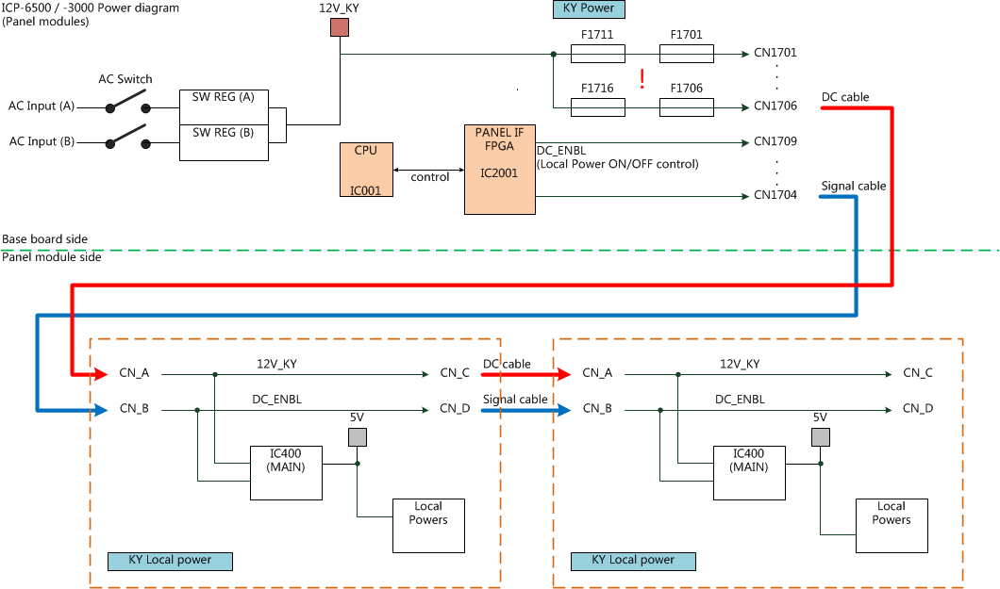 ICP-6500 / -3000 Power diagram
(Panel modules)
12V_KY
KY Power
F1711
F1701
CN1701
AC Switch
F1716
F1706
AC Input (A)
SW REG (A)
CN1706
DC cable
AC Input (B)
SW REG (B)
PANEL IF
FPGA
IC2001
CN1709
CPU
IC001
control
DC_ENBL
(Local Power ON/OFF control)
CN1704
Signal cable
Base board side
Panel module side
CN_A
12V_KY
CN_C
DC cable
CN_A
12V_KY
CN_C
CN_B
DC_ENBL
CN_D
Signal cable
CN_B
DC_ENBL
CN_D
5V
5V
IC400
(MAIN)
IC400
(MAIN)
Local
Powers
Local
Powers
KY Local power
KY Local power
!